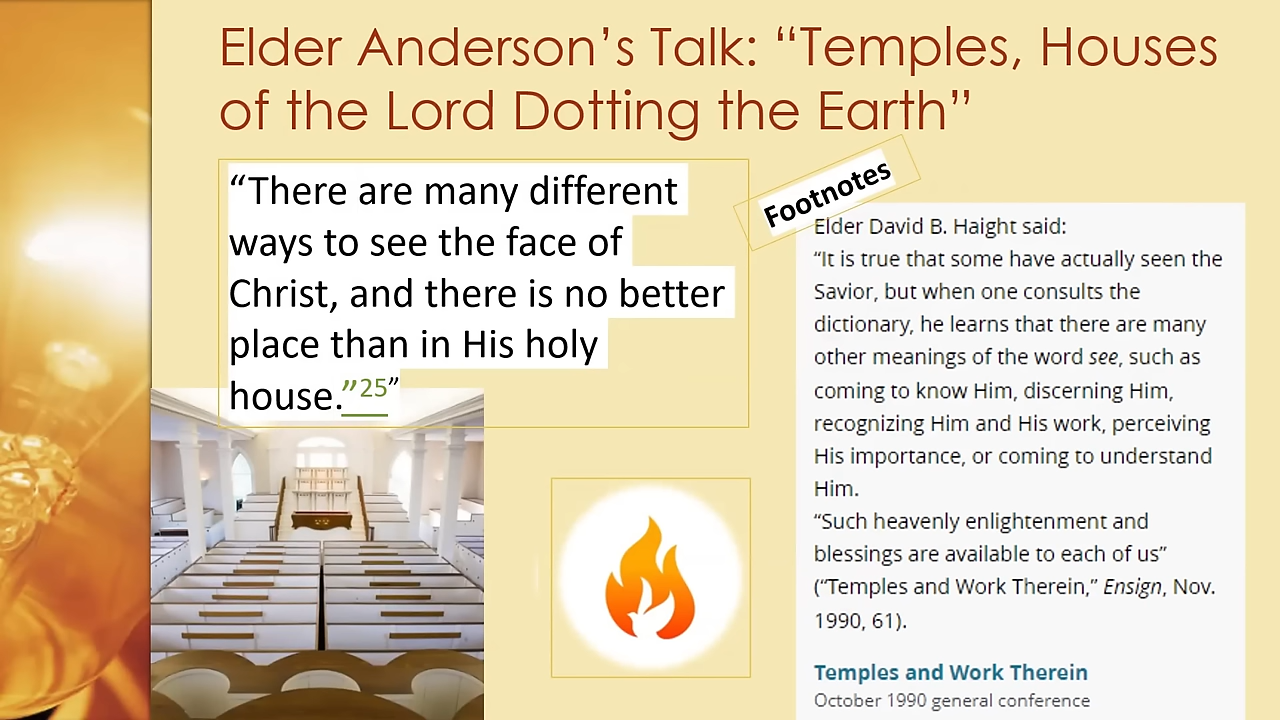 Elder Anderson’s Talk: “Temples, Houses
of the Lord Dotting the Earth”
“There are many different
ways to see the face of
Christ, and there is no better
place than in His holy
house.”25”
Footnotes
Elder David B. Haight said:
“It is true that some have actually seen the
Savior, but when one consults the
dictionary, he learns that there are many
other meanings of the word see, such as
coming to know Him, discerning Him,
recognizing Him and His work, perceiving
His importance, or coming to understand
Him.
“Such heavenly enlightenment and
blessings are available to each of us”
(“Temples and Work Therein,” Ensign, Nov.
1990, 61).
Temples and Work Therein
October 1990 general conference